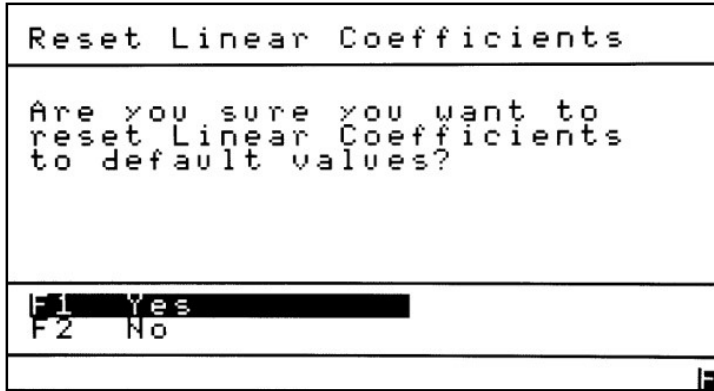 Reset Linear Coefficients
Are you sure you want to
reset Linear Coefficients
to default values?
F1 Yes
F2 No